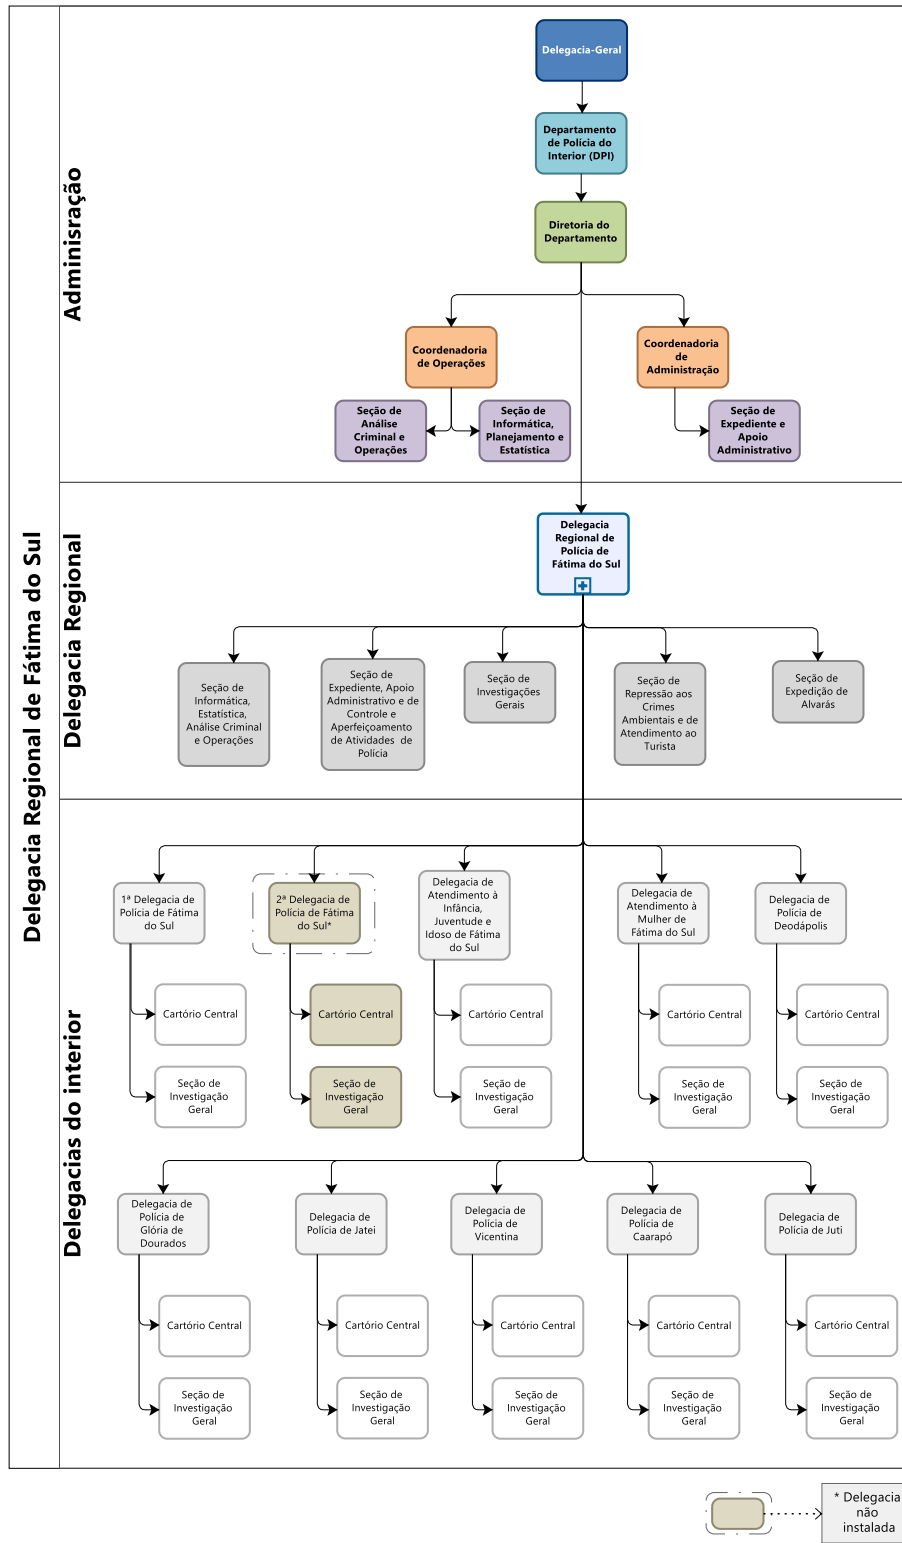 Delegacia Regional de Fátima do Sul
Adminisração
Delegacia-Geral
Departamento
de Polícia do
Interior (DPI)
Diretoria do
Departamento
Coordenadoria
de Operações
Coordenadoria
de
Administração
Seção de
Análise
Criminal e
Operações
Seção de
Informática,
Planejamento e
Estatística
Seção de
Expediente e
Apoio
Administrativo
Delegacia Regional
Delegacia
Regional de
Polícia de
Fátima do Sul
Seção de
Informática,
Estatística,
Análise Criminal
e Operações
Seção de
Expediente, Apoio
Administrativo e de
Controle e
Aperfeiçoamento
de Atividades de
Polícia
Seção de
Investigações
Gerais
Seção de
Repressão aos
Crimes
Ambientais e de
Atendimento ao
Turista
Seção de
Expedição de
Alvarás
Delegacias do interior
1ª Delegacia de
Polícia de Fátima
do Sul
2ª Delegacia de
Polícia de Fátima
do Sul*
Delegacia de
Atendimento à
Infância,
Juventude e
Idoso de Fátima
do Sul
Delegacia de
Atendimento à
Mulher de
Fátima do Sul
Delegacia de
Polícia de
Deodápolis
Cartório Central
Cartório Central
Cartório Central
Cartório Central
Cartório Central
Seção de
Investigação
Geral
Seção de
Investigação
Geral
Seção de
Investigação
Geral
Seção de
Investigação
Geral
Seção de
Investigação
Geral
Delegacia de
Polícia de
Glória de
Dourados
Delegacia de
Polícia de Jatei
Delegacia de
Polícia de
Vicentina
Delegacia de
Polícia de
Caarapó
Delegacia de
Polícia de Juti
Cartório Central
Cartório Central
Cartório Central
Cartório Central
Cartório Central
Seção de
Investigação
Geral
Seção de
Investigação
Geral
Seção de
Investigação
Geral
Seção de
Investigação
Geral
Seção de
Investigação
Geral
* Delegacia
não
instalada